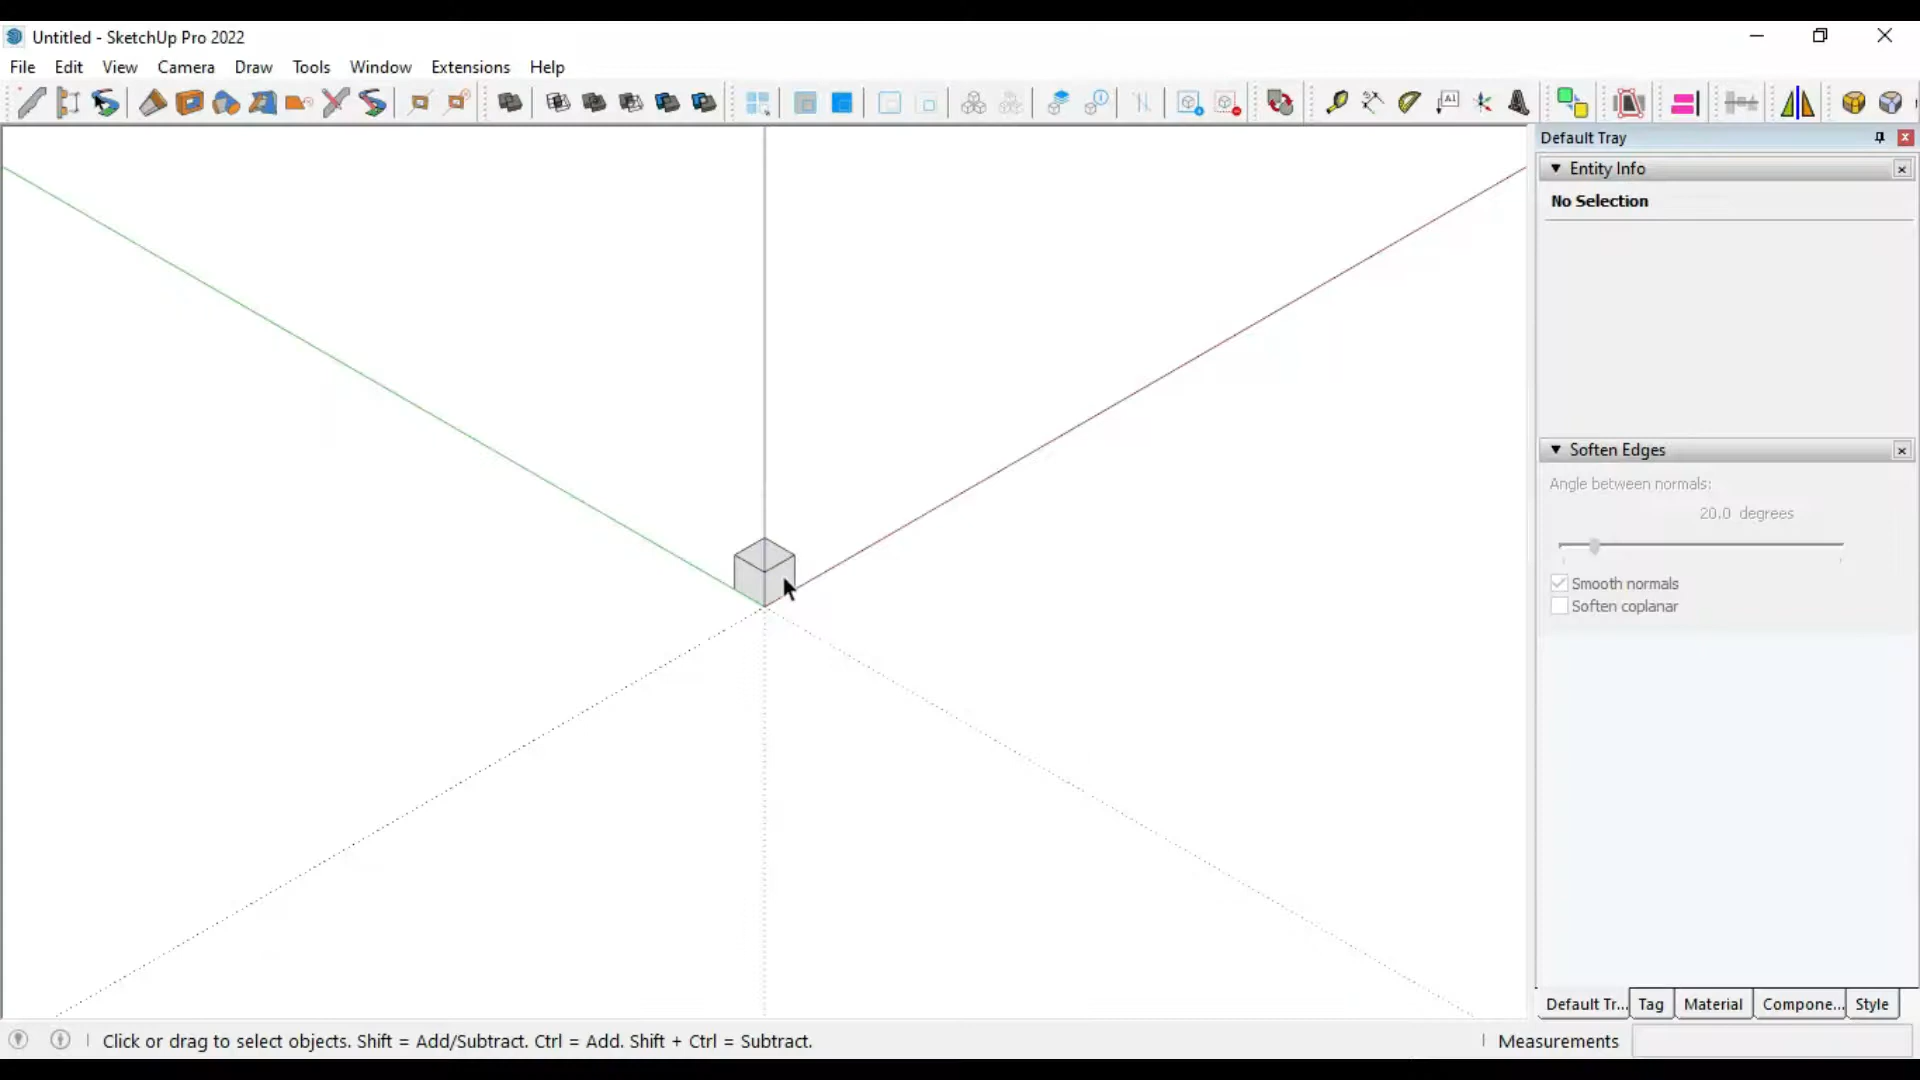 Untitled - SketchUp Pro 2022
File Edit View Camera Draw Tools Window Extensions Help
Default Tray
Entity Info
No Selection
Soften Edges
Angle between normals:
20.0 degrees
Smooth normals
Soften coplanar
Default Tr... Tag Material Compone... Style
Click or drag to select objects. Shift = Add/Subtract. Ctrl = Add. Shift + Ctrl = Subtract.
Measurements